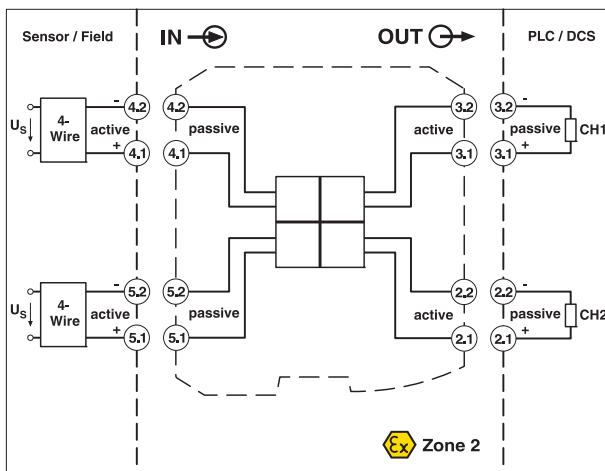 Sensor / Field
IN
OUT
PLC / DCS
U_S
4-
Wire
-
active
+
4.2
4.1
4.2
passive
4.1
3.2
active
3.1
3.2
-
passive
+
3.1
CH1
U_S
4-
Wire
-
active
+
5.2
5.1
5.2
passive
5.1
2.2
active
2.1
2.2
-
passive
+
2.1
CH2
Ex
Zone 2